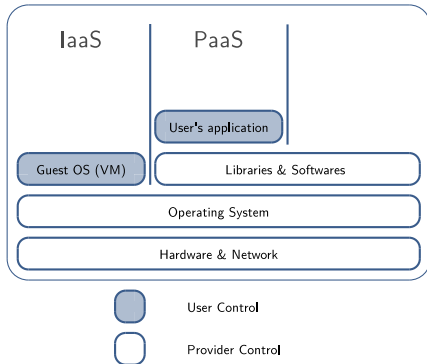 IaaS
PaaS
User's application
Guest OS (VM)
Libraries & Softwares
Operating System
Hardware & Network
User Control
Provider Control